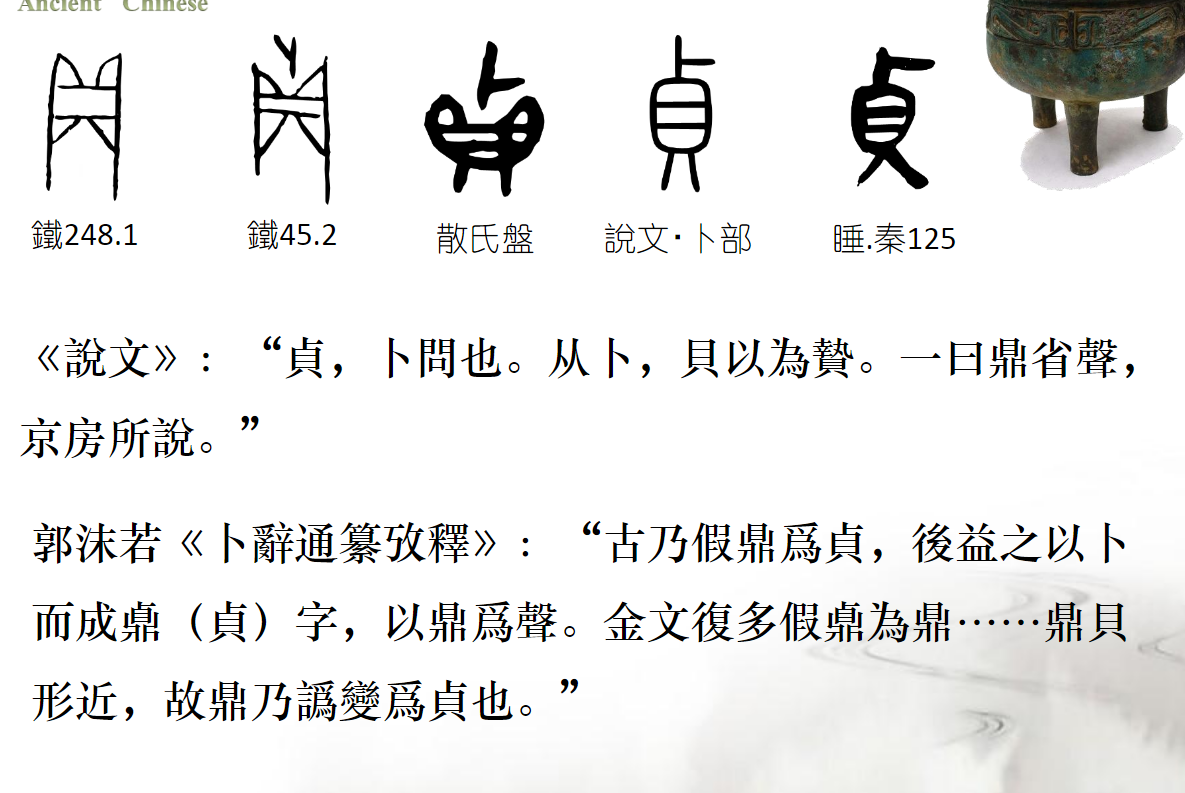 Ancient Chinese
鐵248.1 鐵45.2 散氏盤 說文·卜部 睡.秦125
《說文》：“貞，卜問也。从卜，貝以為贄。一曰鼎省聲，
京房所說。”
郭沫若《卜辭通纂攷釋》：“古乃假鼎爲貞，後益之以卜
而成鼑（貞）字，以鼎爲聲。金文復多假鼑為鼎……鼎貝
形近，故鼎乃譌變爲貞也。”